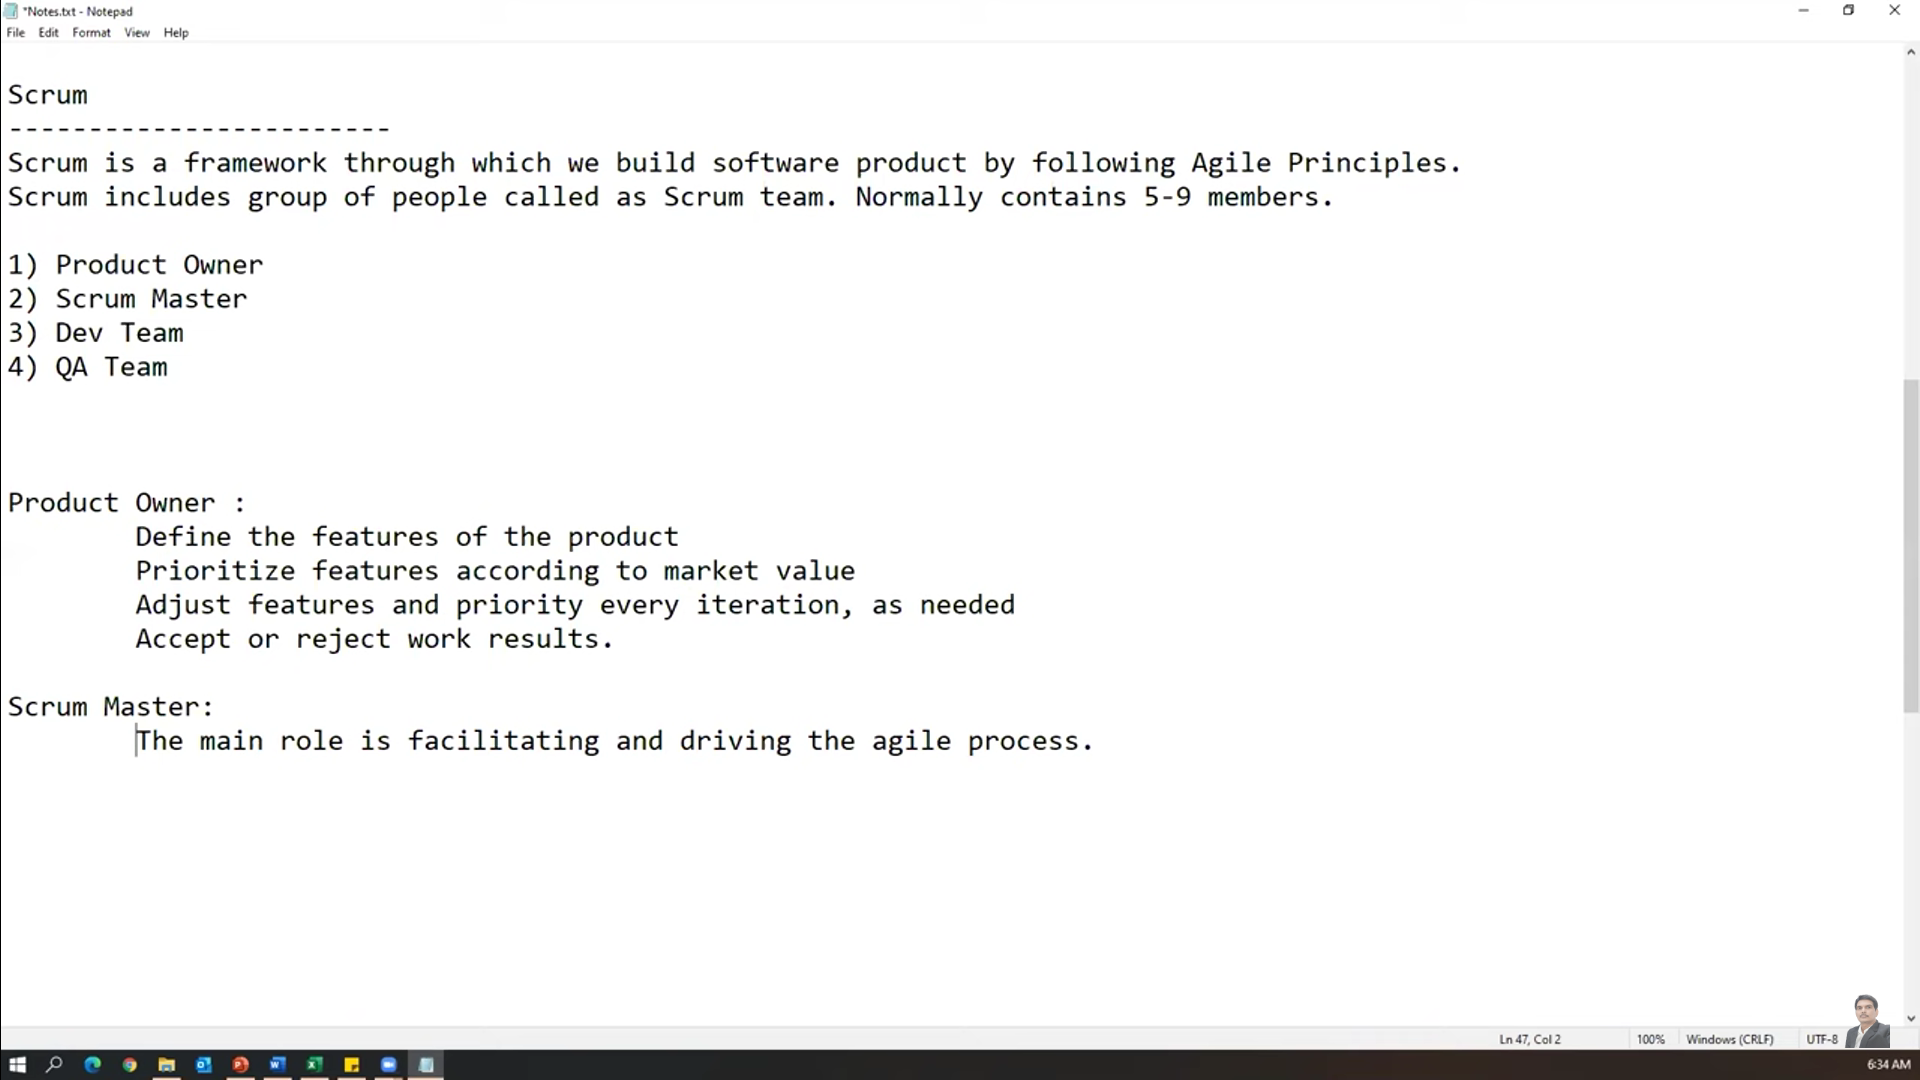 *Notes.txt - Notepad
File Edit Format View Help
Scrum
------------------------
Scrum is a framework through which we build software product by following Agile Principles.
Scrum includes group of people called as Scrum team. Normally contains 5-9 members.
1) Product Owner
2) Scrum Master
3) Dev Team
4) QA Team
Product Owner :
Define the features of the product
Prioritize features according to market value
Adjust features and priority every iteration, as needed
Accept or reject work results.
Scrum Master:
The main role is facilitating and driving the agile process.
Ln 47, Col 2 100% Windows (CRLF) UTF-8
6:34 AM